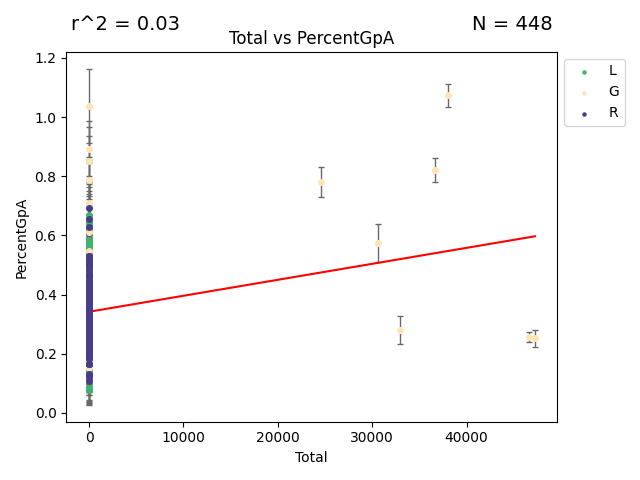 r^2 = 0.03 N = 448
Total vs PercentGpA
1.2
1.0
0.8
0.6
0.4
0.2
0.0
PercentGpA
0 10000 20000 30000 40000
Total
L
G
R